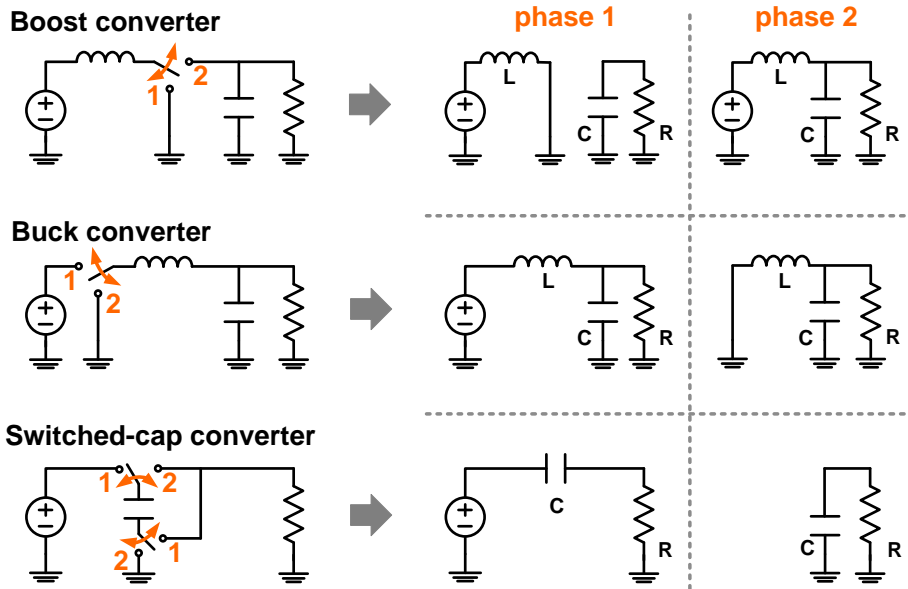 Boost converter
phase 1
phase 2
2
1
L
C
R
L
C
R
Buck converter
1
2
L
C
R
L
C
R
Switched-cap converter
1
2
2
1
C
R
C
R